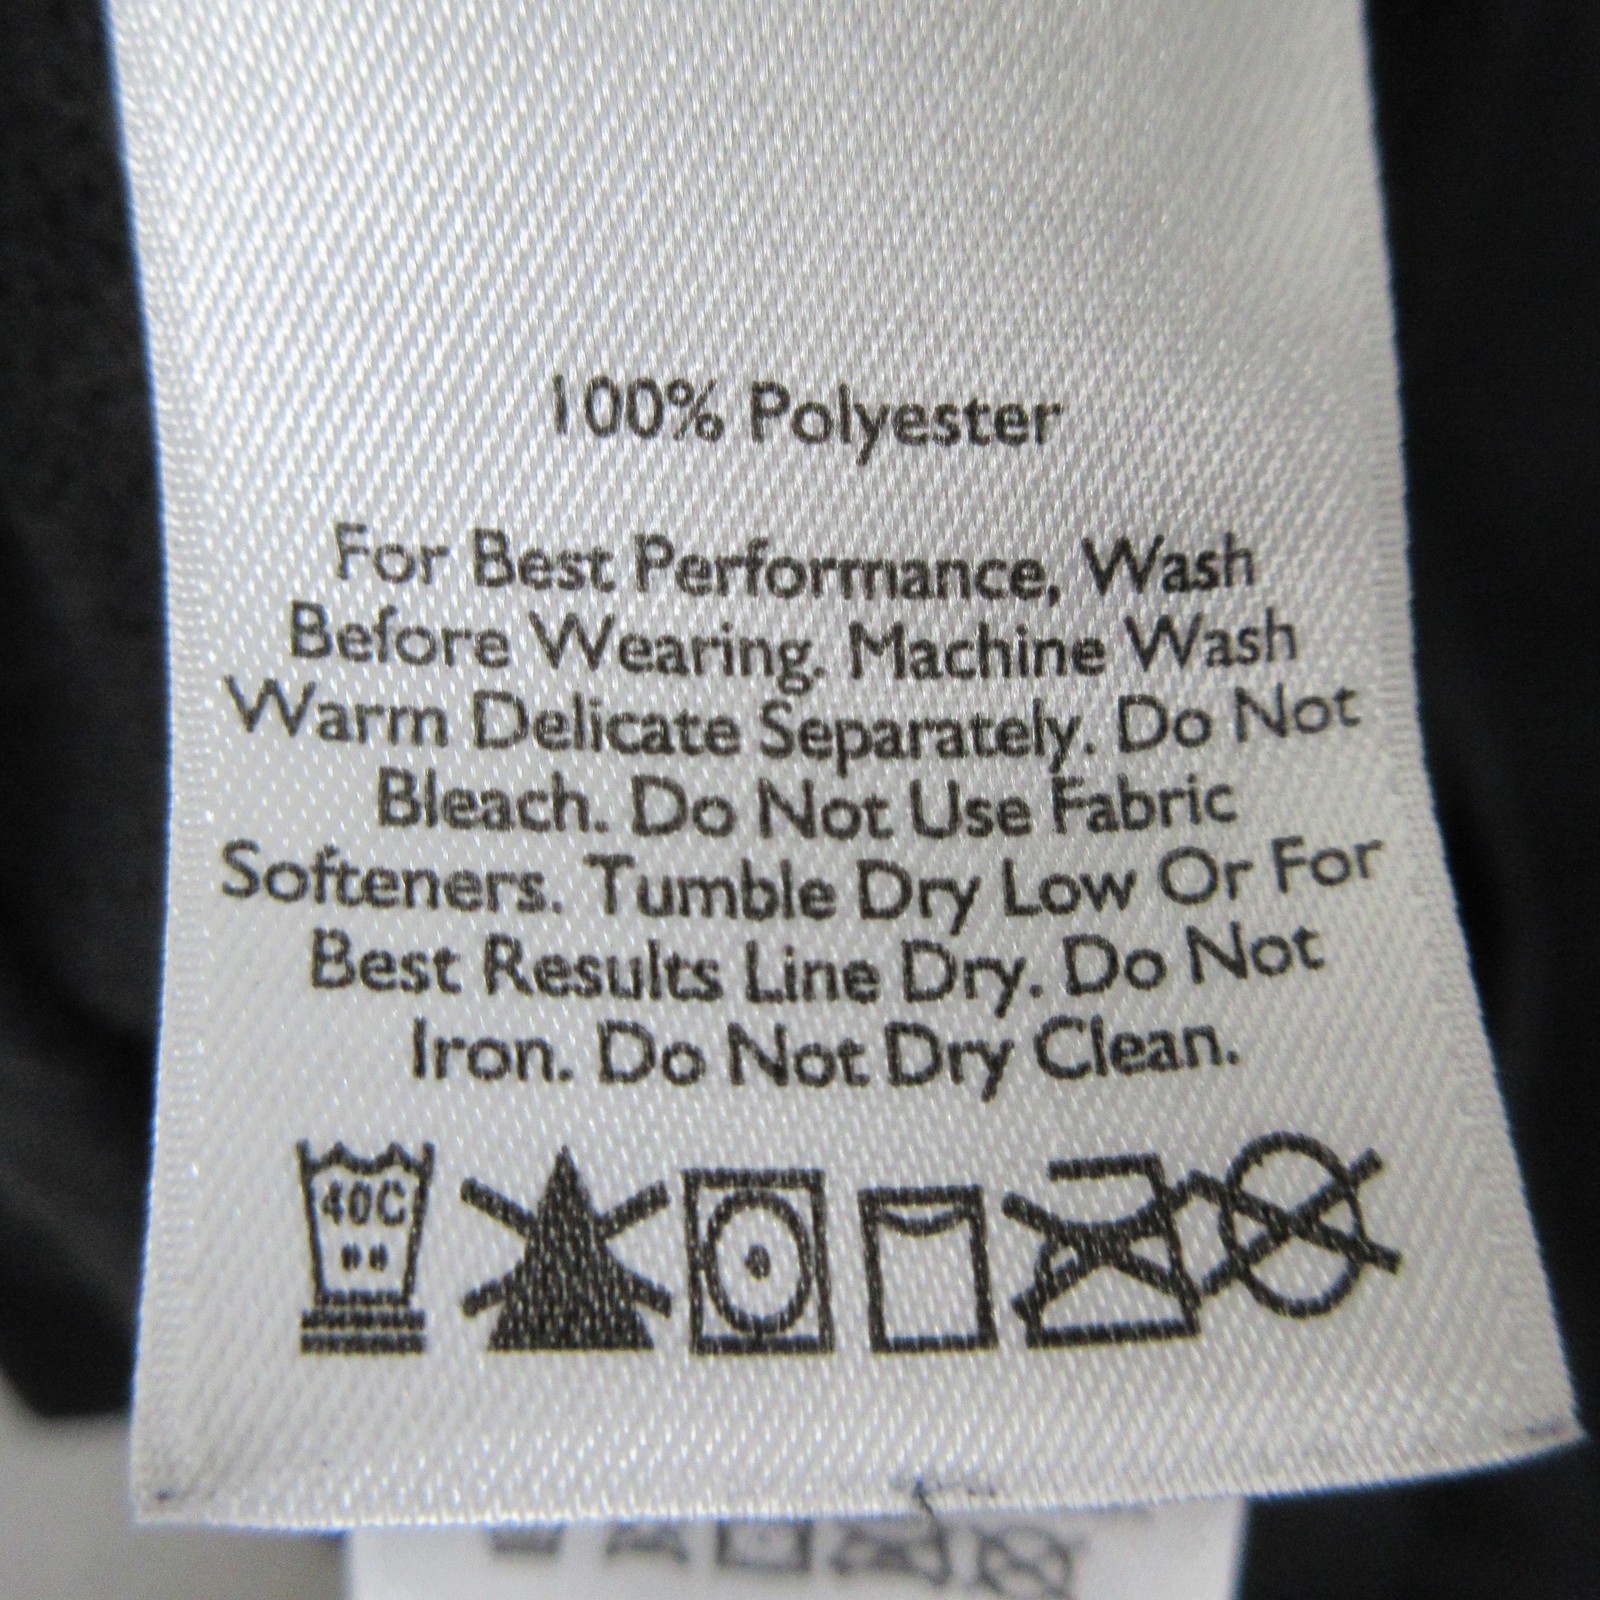 100% Polyester
For Best Performance, Wash
Before Wearing. Machine Wash
Warm Delicate Separately. Do Not
Bleach. Do Not Use Fabric
Softeners. Tumble Dry Low Or For
Best Results Line Dry. Do Not
Iron. Do Not Dry Clean.
40C